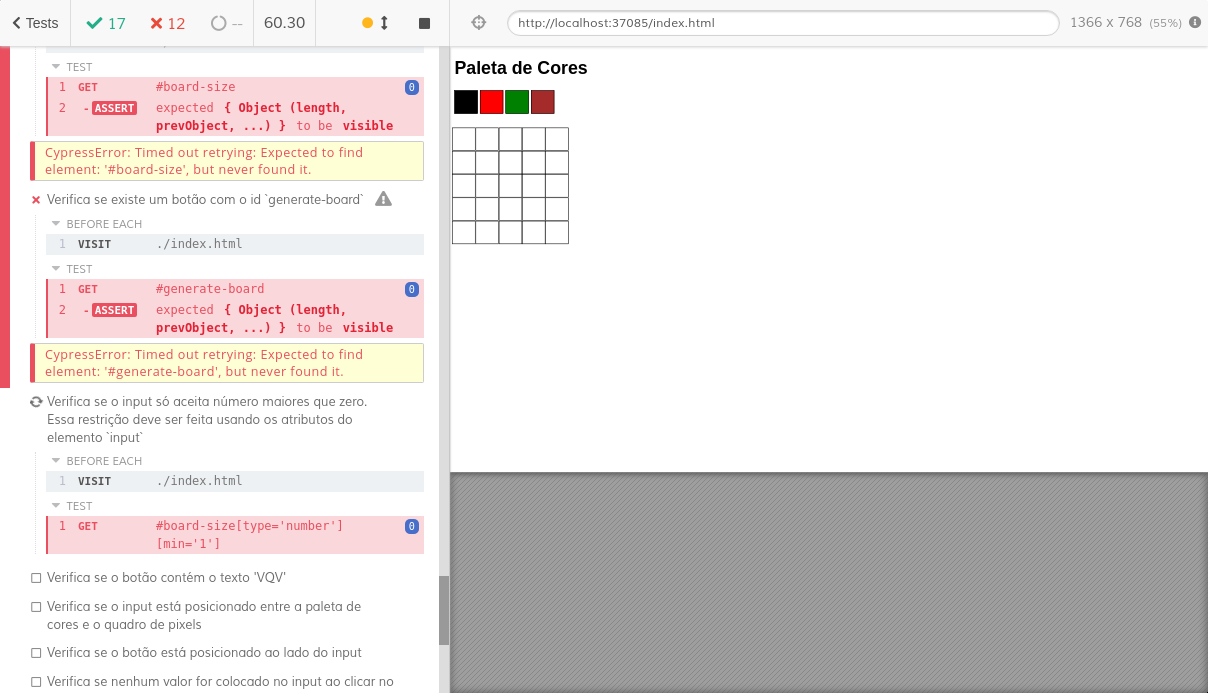 Tests
17
12
--
60.30
http://localhost:37085/index.html
1366 x 768 (55%)
TEST
1 GET #board-size 0
2 -ASSERT expected { Object (length,
prevObject, ...) } to be visible
CypressError: Timed out retrying: Expected to find
element: '#board-size', but never found it.
Verifica se existe um botão com o id `generate-board`
BEFORE EACH
1 VISIT ./index.html
TEST
1 GET #generate-board 0
2 -ASSERT expected { Object (length,
prevObject, ...) } to be visible
CypressError: Timed out retrying: Expected to find
element: '#generate-board', but never found it.
Verifica se o input só aceita número maiores que zero.
Essa restrição deve ser feita usando os atributos do
elemento `input`
BEFORE EACH
1 VISIT ./index.html
TEST
1 GET #board-size[type='number'] 0
[min='1']
Verifica se o botão contém o texto 'VQV'
Verifica se o input está posicionado entre a paleta de
cores e o quadro de pixels
Verifica se o botão está posicionado ao lado do input
Verifica se nenhum valor for colocado no input ao clicar no
Paleta de Cores